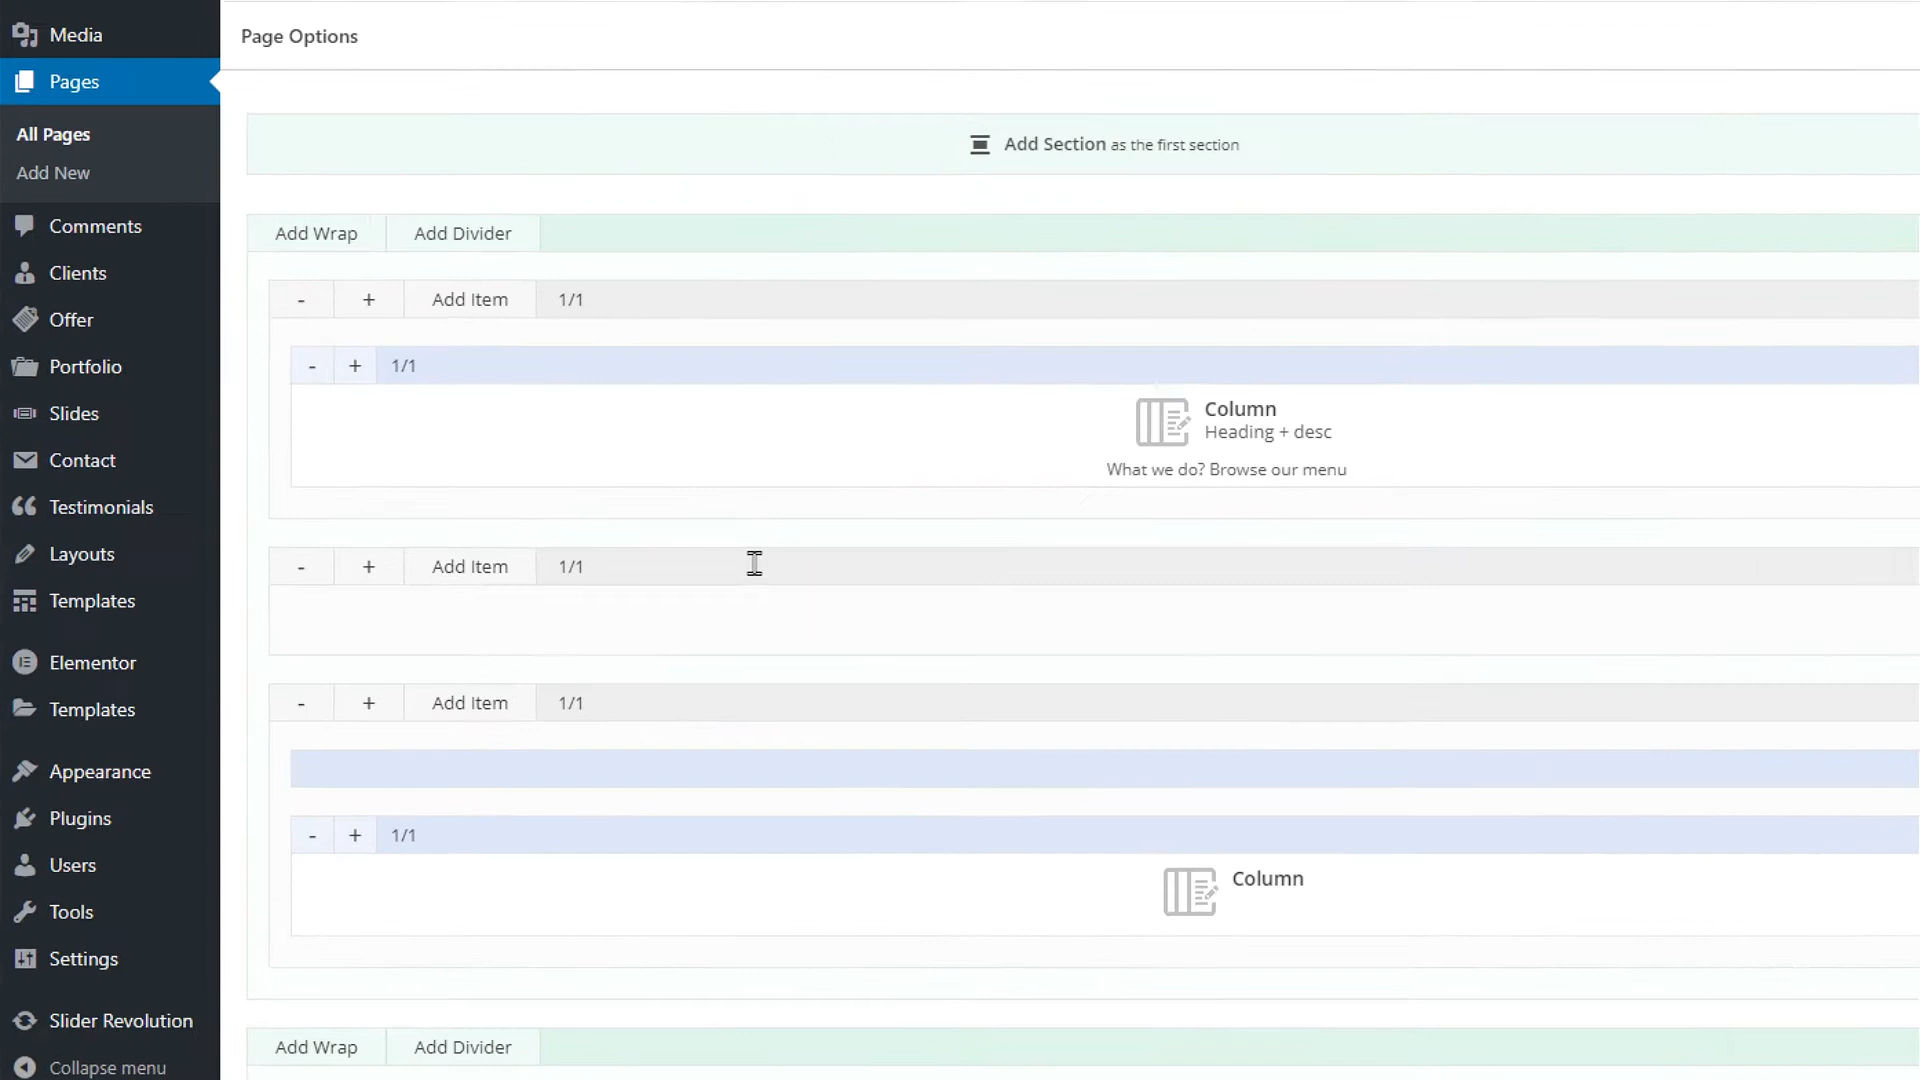 Media
Pages
All Pages
Add New
Comments
Clients
Offer
Portfolio
Slides
Contact
Testimonials
Layouts
Templates
Elementor
Templates
Appearance
Plugins
Users
Tools
Settings
Slider Revolution
Collapse menu
Page Options
Add Section as the first section
Add Wrap Add Divider
- + Add Item 1/1
- + 1/1
Column
Heading + desc
What we do? Browse our menu
- + Add Item 1/1
- + Add Item 1/1
- + 1/1
Column
Add Wrap Add Divider